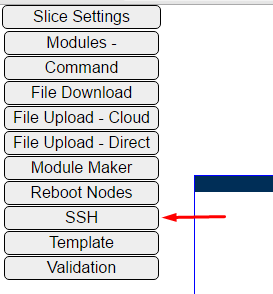 Slice Settings
Modules -
Command
File Download
File Upload - Cloud
File Upload - Direct
Module Maker
Reboot Nodes
SSH
Template
Validation